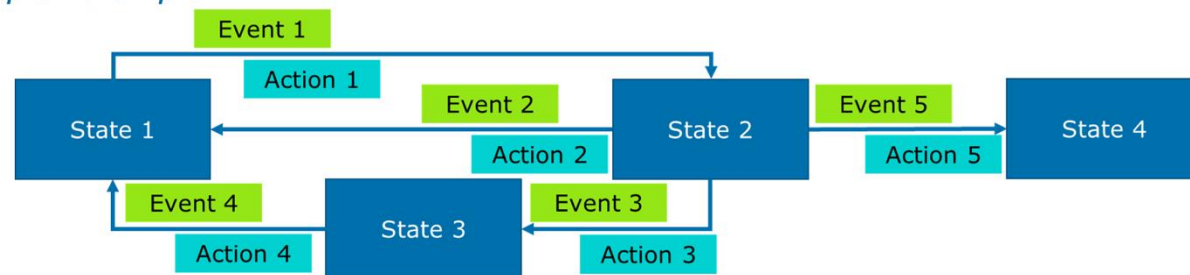 Event 1
Action 1
State 1
Event 2
Action 2
State 2
Event 5
Action 5
State 4
Event 4
Action 4
State 3
Event 3
Action 3